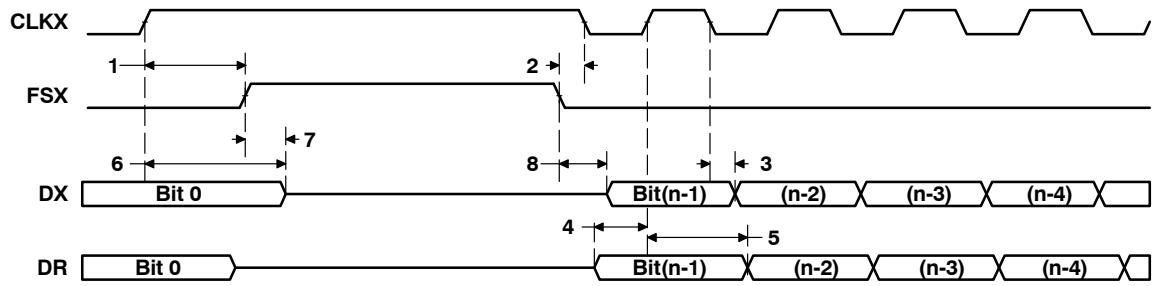 CLKX
1
2
FSX
7
6
8
3
DX
Bit 0
Bit(n-1)
(n-2)
(n-3)
(n-4)
4
5
DR
Bit 0
Bit(n-1)
(n-2)
(n-3)
(n-4)